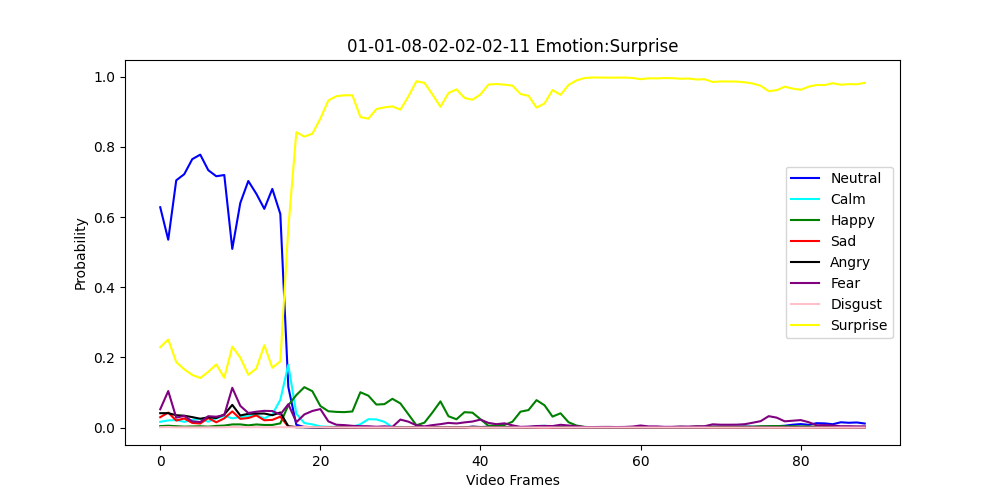 01-01-08-02-02-02-11 Emotion:Surprise
1.0
0.8
0.6
0.4
0.2
0.0
Probability
0
20
40
60
80
Video Frames
Neutral
Calm
Happy
Sad
Angry
Fear
Disgust
Surprise